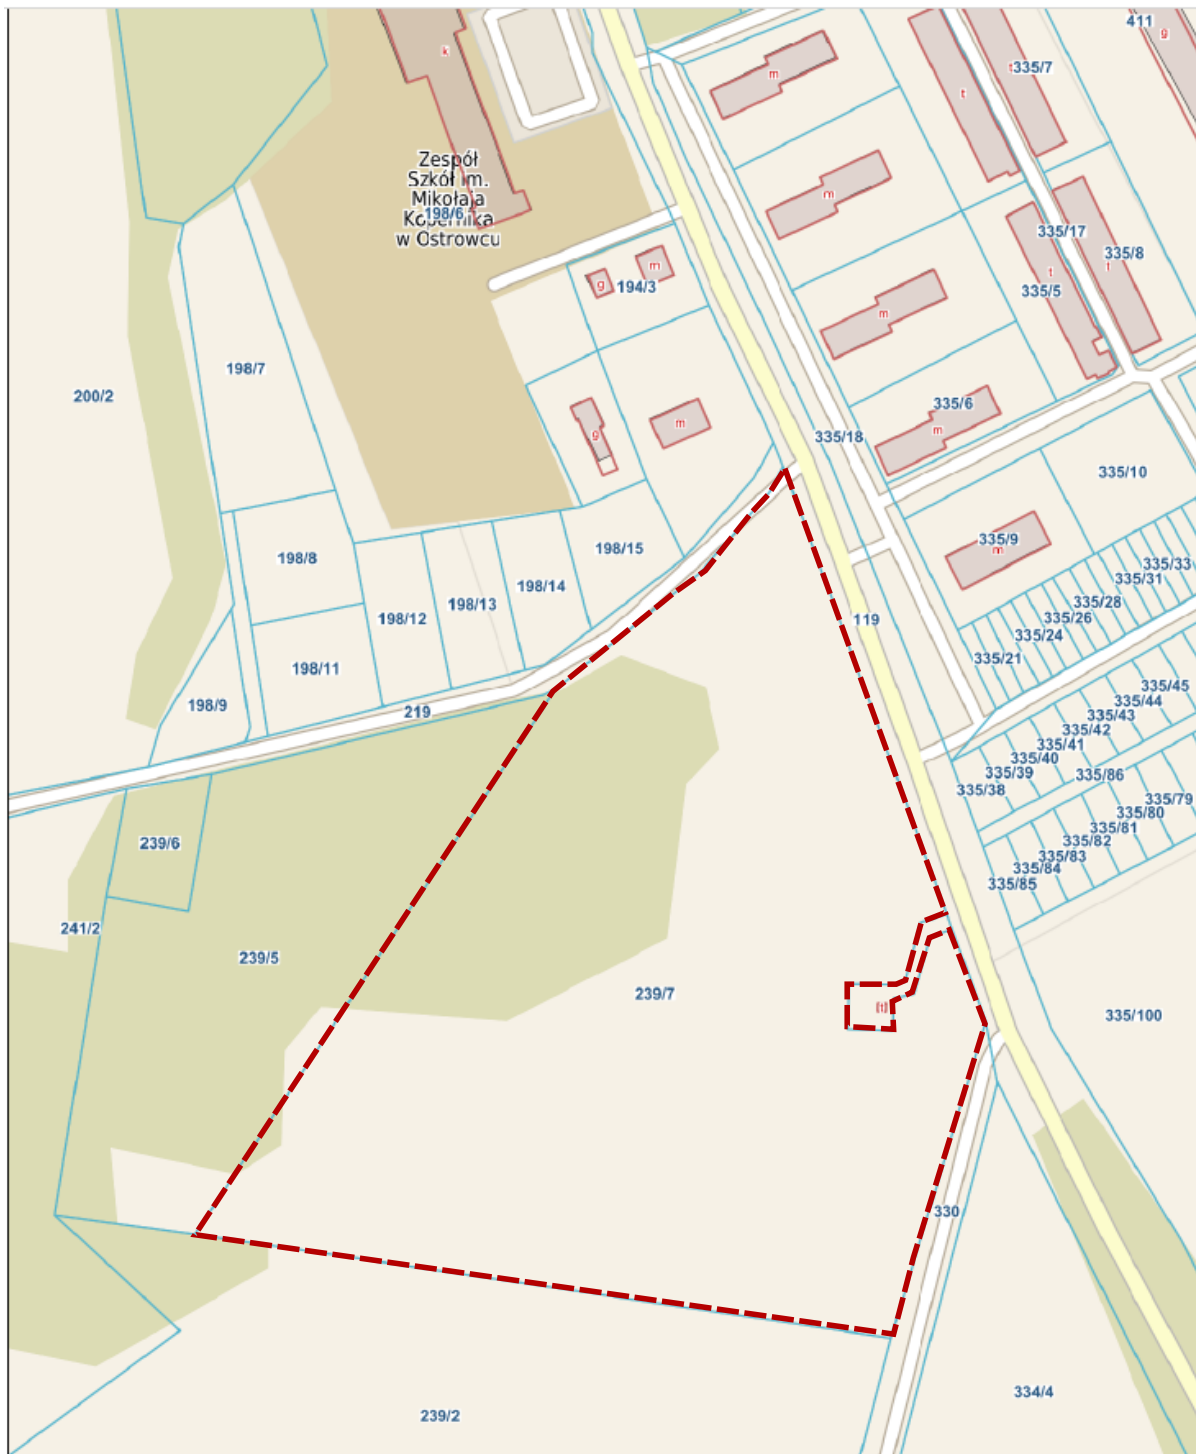 411
g
k
m
335/7
t
t
Zespół
Szkół im.
Mikołaja
Kopernika
w Ostrowcu
198/6
m
335/17
335/8
t
t
335/5
m
g
194/3
m
198/7
200/2
335/6
m
g
m
335/18
335/10
335/9
m
198/8
198/15
198/14
198/13
198/12
198/11
335/33
335/31
335/28
335/26
335/24
335/21
119
198/9
219
335/45
335/44
335/43
335/42
335/41
335/40
335/39
335/38
335/86
335/79
335/80
335/81
335/82
335/83
335/84
335/85
239/6
241/2
239/5
239/7
[t]
335/100
330
334/4
239/2